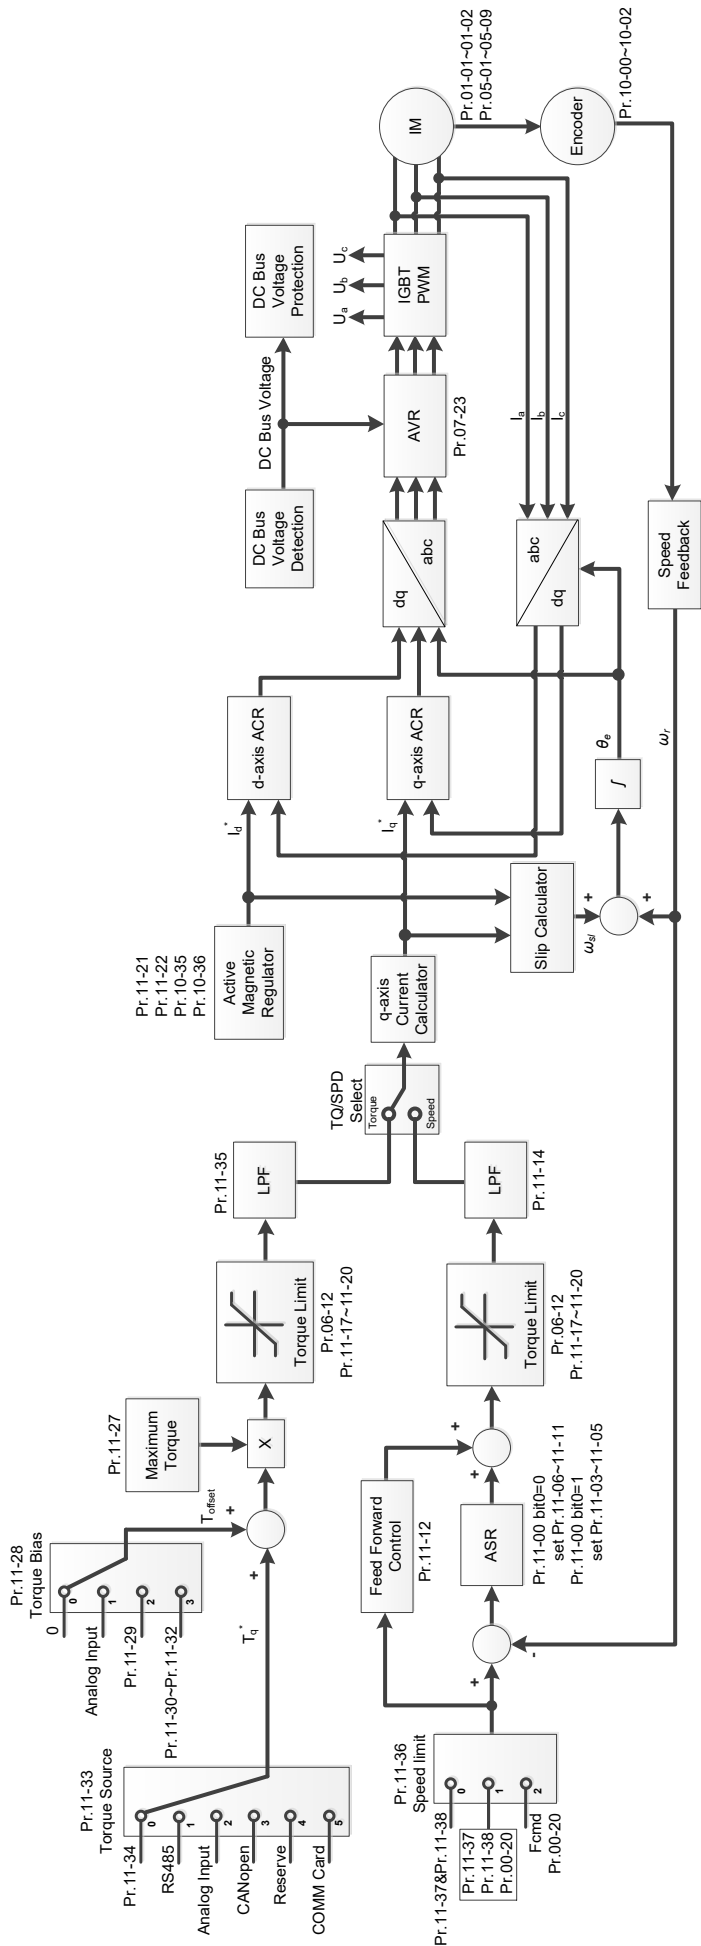 Pr.11-33
Torque Source
Pr.11-34
RS485
Analog Input
CANopen
Reserve
COMM Card
0
1
2
3
4
5
Tq*
Pr.11-28
Torque Bias
0
Analog Input
Pr.11-29
Pr.11-30~Pr.11-32
0
1
2
3
Toffset
+
+
Pr.11-27
Maximum
Torque
X
Torque Limit
Pr.06-12
Pr.11-17~11-20
Pr.11-35
LPF
Pr.11-36
Speed limit
Pr.11-37&Pr.11-38
Pr.11-37
Pr.11-38
Pr.00-20
Fcmd
Pr.00-20
0
1
2
+
-
Feed Forward
Control
Pr.11-12
ASR
Pr.11-00 bit0=0
set Pr.11-06~11-11
Pr.11-00 bit0=1
set Pr.11-03~11-05
+
+
Torque Limit
Pr.06-12
Pr.11-17~11-20
LPF
Pr.11-14
TQ/SPD
Select
Torque
Speed
q-axis
Current
Calculator
Pr.11-21
Pr.11-22
Pr.10-35
Pr.10-36
Active
Magnetic
Regulator
Id*
Iq*
d-axis ACR
q-axis ACR
Slip Calculator
ωsl
+
+
∫
θe
ωr
dq
abc
abc
dq
DC Bus
Voltage
Detection
DC Bus Voltage
DC Bus
Voltage
Protection
AVR
Pr.07-23
IGBT
PWM
Ua
Ub
Uc
Ia
Ib
Ic
IM
Pr.01-01~01-02
Pr.05-01~05-09
Encoder
Pr.10-00~10-02
Speed
Feedback